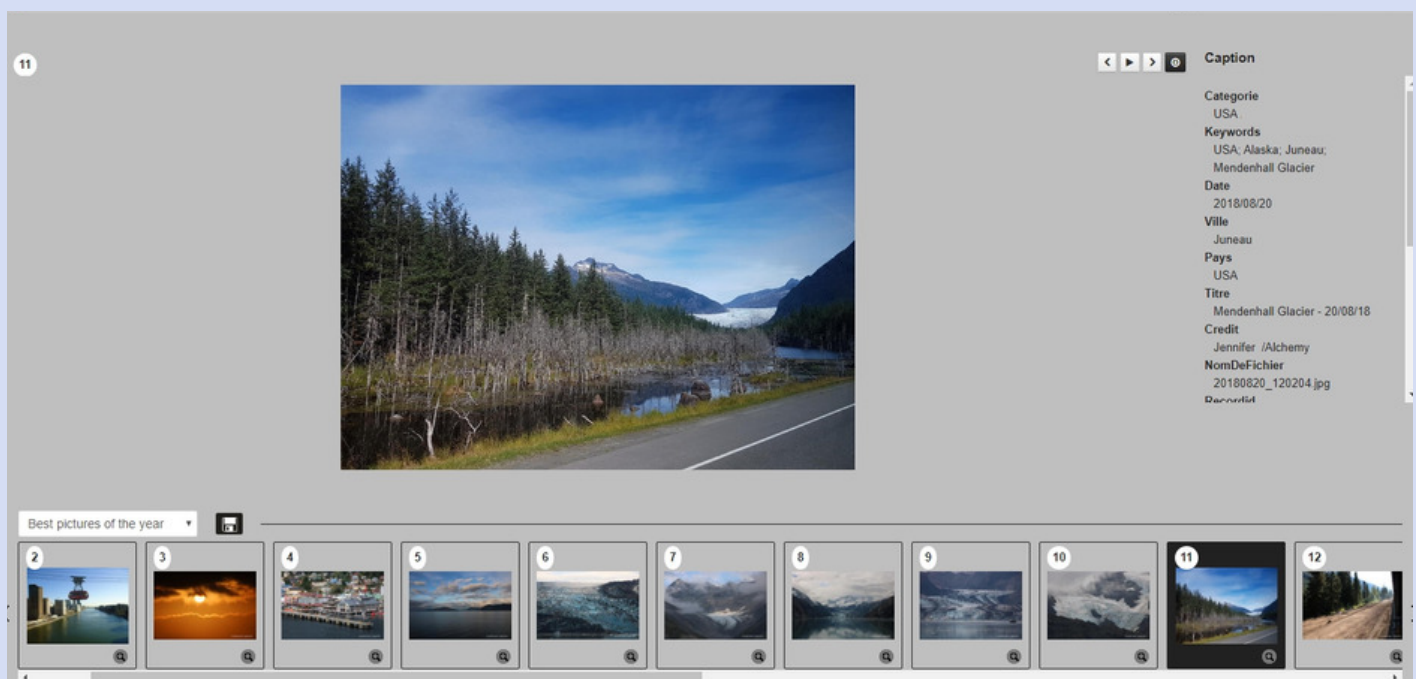 11
Caption
Categorie
USA
Keywords
USA; Alaska; Juneau;
Mendenhall Glacier
Date
2018/08/20
Ville
Juneau
Pays
USA
Titre
Mendenhall Glacier - 20/08/18
Credit
Jennifer /Alchemy
NomDeFichier
20180820_120204.jpg
Recordid
Best pictures of the year
2 3 4 5 6 7 8 9 10 11 12